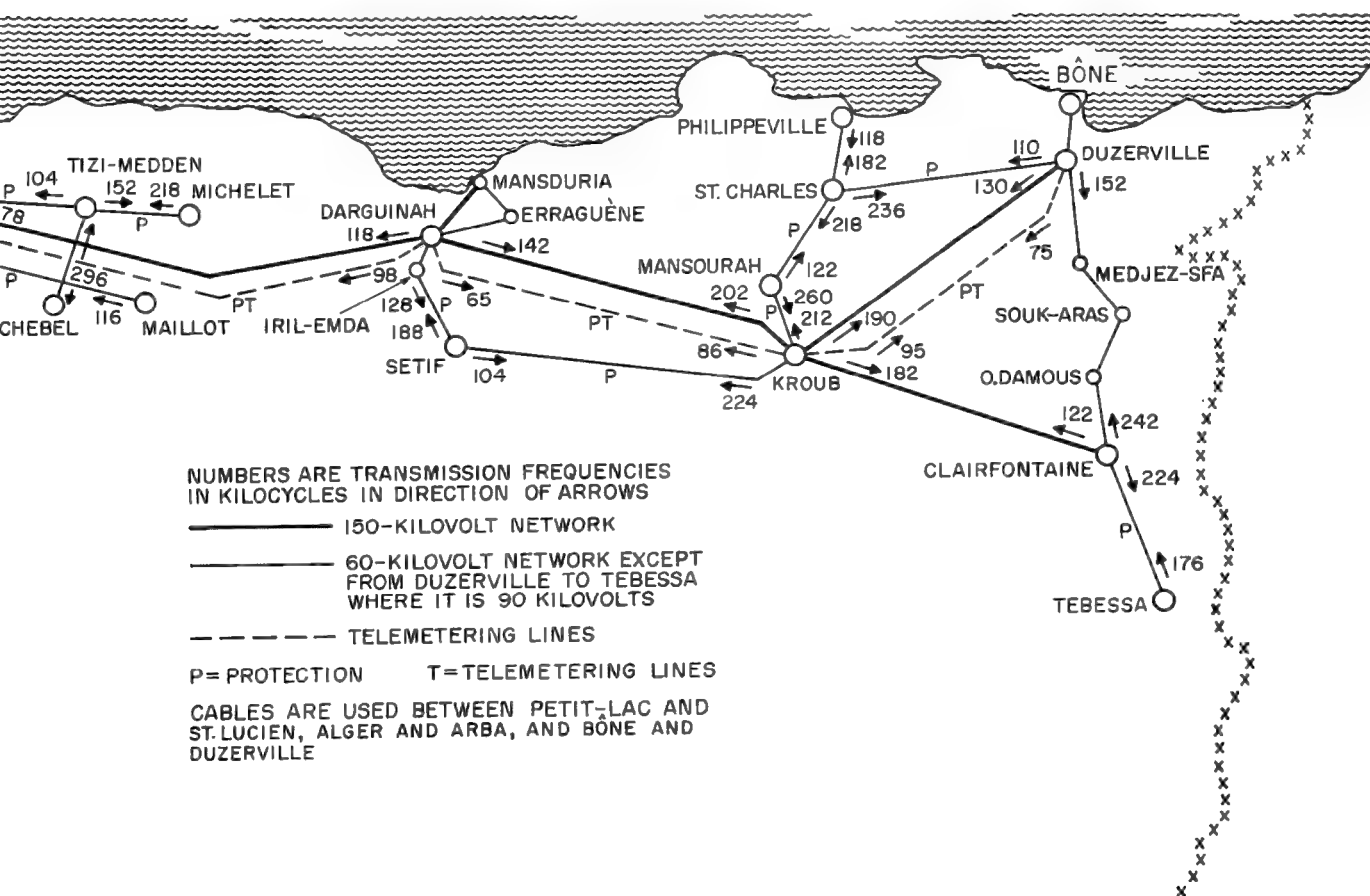 BÔNE
PHILIPPEVILLE
118
182
110
DUZERVILLE
P
TIZI-MEDDEN
P
104
152
218
MICHELET
MANSDURIA
ST. CHARLES
130
152
236
78
P
DARGUINAH
ERRAGUÈNE
118
142
P
218
75
MANSOURAH
122
MEDJEZ-SFA
P
296
98
PT
65
P
202
260
P
212
190
PT
SOUK-ARAS
CHEBEL
116
MAILLOT
IRIL-EMDA
128
188
PT
86
95
SETIF
104
P
KROUB
182
O.DAMOUS
224
122
242
CLAIRFONTAINE
224
P
176
TEBESSA
NUMBERS ARE TRANSMISSION FREQUENCIES
IN KILOCYCLES IN DIRECTION OF ARROWS
150-KILOVOLT NETWORK
60-KILOVOLT NETWORK EXCEPT
FROM DUZERVILLE TO TEBESSA
WHERE IT IS 90 KILOVOLTS
TELEMETERING LINES
P= PROTECTION T=TELEMETERING LINES
CABLES ARE USED BETWEEN PETIT-LAC AND
ST. LUCIEN, ALGER AND ARBA, AND BÔNE AND
DUZERVILLE